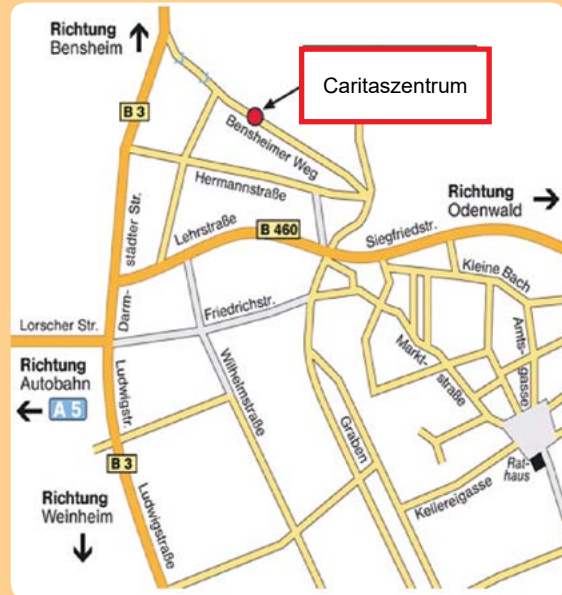 Richtung
Bensheim
Caritaszentrum
B 3
Bensheimer Weg
Hermannstraße
Richtung
Odenwald
Darm-
städter Str.
Lehrstraße
B 460
Siegfriedstr.
Kleine Bach
Friedrichstr.
Lorscher Str.
Amts-
gasse
Markt-
straße
Richtung
Autobahn
A 5
Ludwigstr.
Wilhelmstraße
Graben
B 3
Rat-
haus
Kellereigasse
Richtung
Weinheim
Ludwigstraße